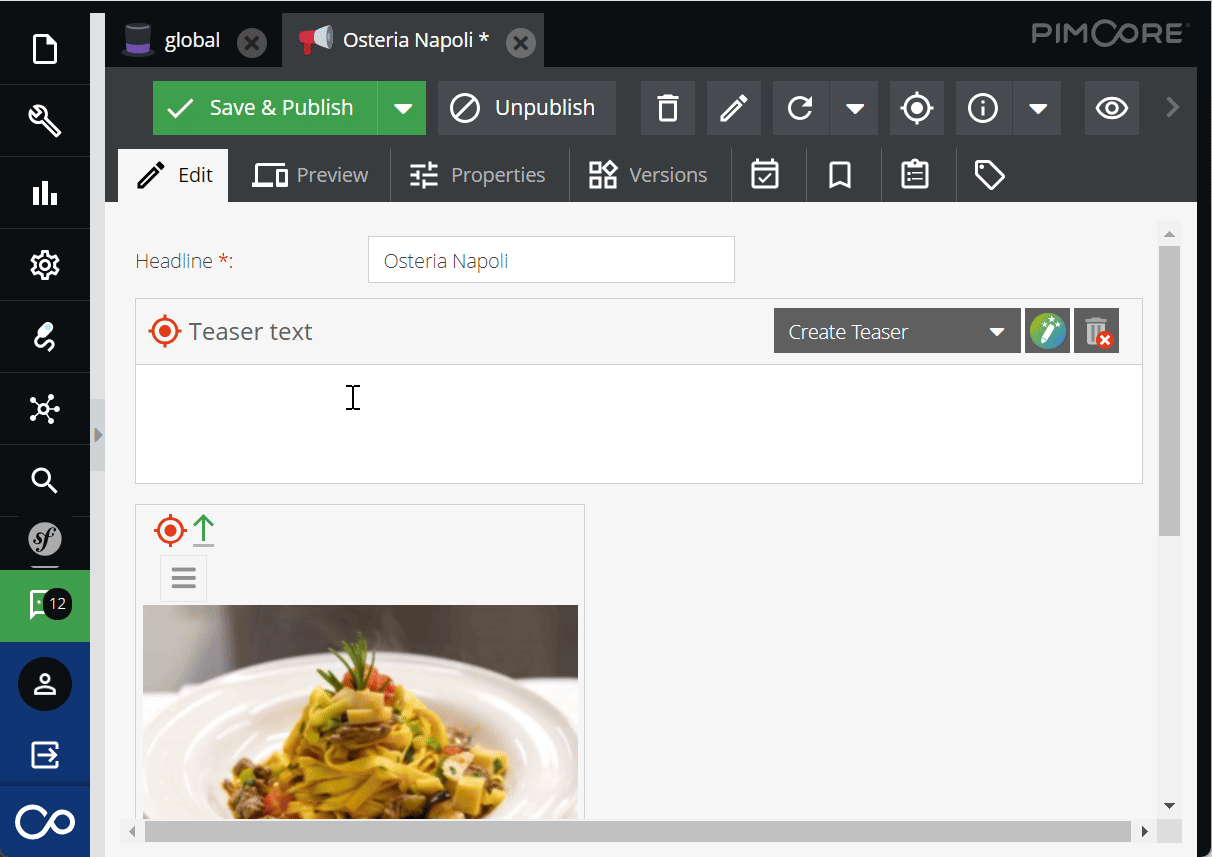 global
Osteria Napoli *
PIMCORE
Save & Publish
Unpublish
Edit
Preview
Properties
Versions
Headline *:
Osteria Napoli
Teaser text
Create Teaser
sf
12